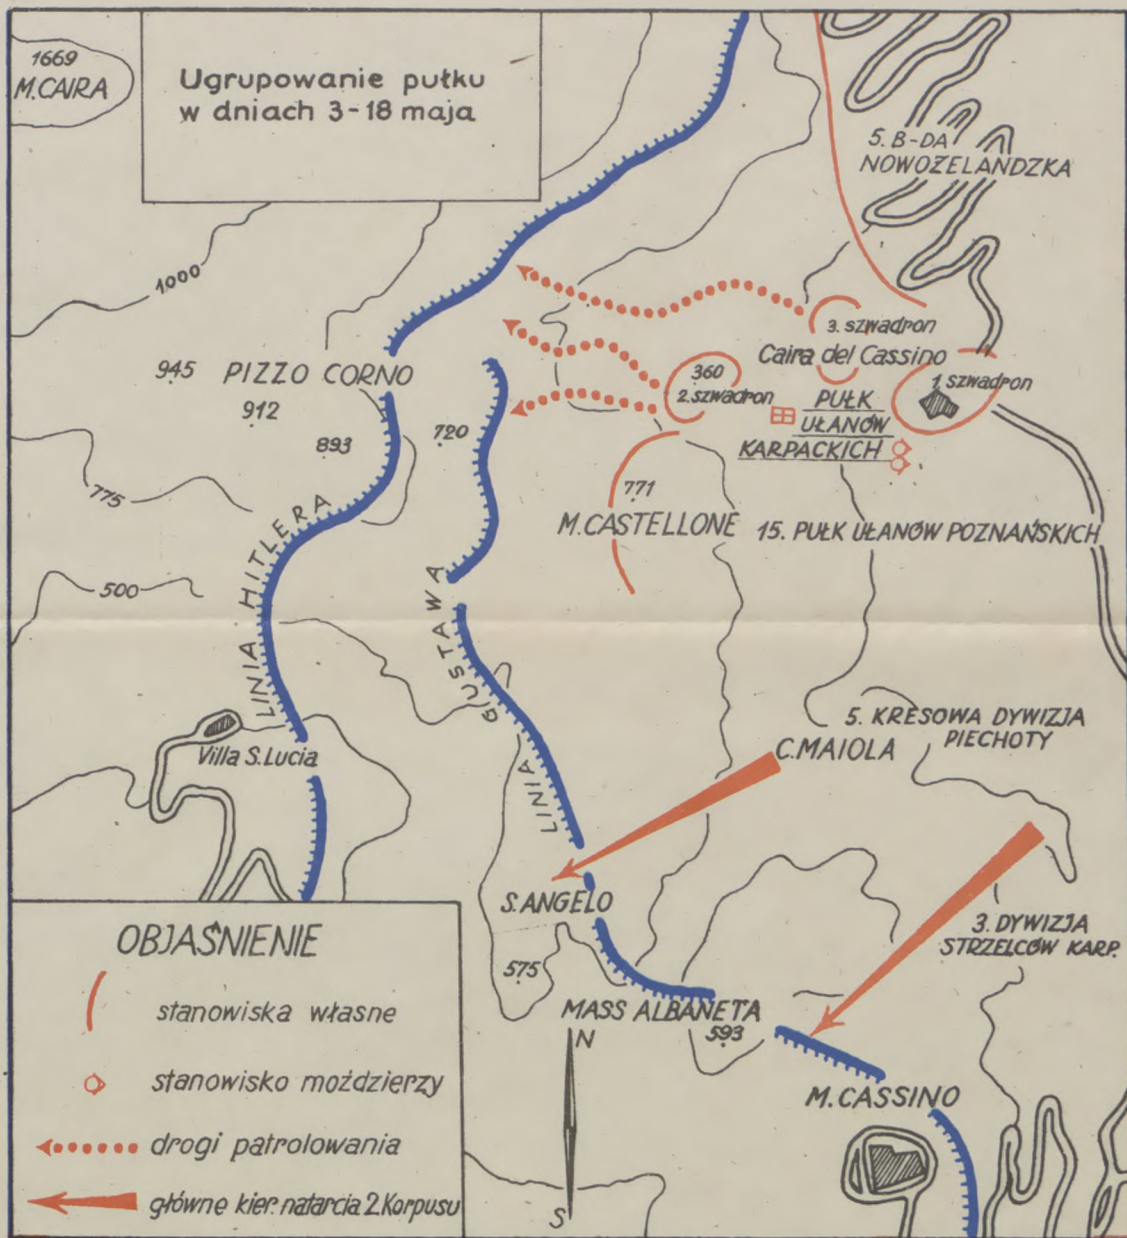 1669
M.CAIRA
Ugrupowanie pułku
w dniach 3-18 maja
5. B-DA
NOWOZELANDZKA
1000
3. szwadron
Caira del Cassino
945 PIZZO CORNO
912
893
720
360
2. szwadron
1. szwadron
PUŁK
UŁANÓW
KARPACKICH
771
M. CASTELLONE
15. PUŁK UŁANÓW POZNAŃSKICH
775
500
LINIA HITLERA
LINIA GUSTAWA
Villa S. Lucia
5. KRESOWA DYWIZJA
PIECHOTY
C. MAIOLA
S. ANGELO
575
3. DYWIZJA
STRZELCÓW KARP.
MASS ALBANETA
593
M. CASSINO
N
S
OBJAŚNIENIE
stanowiska własne
stanowisko moździerzy
drogi patrolowania
główne kier. natarcia 2. Korpusu